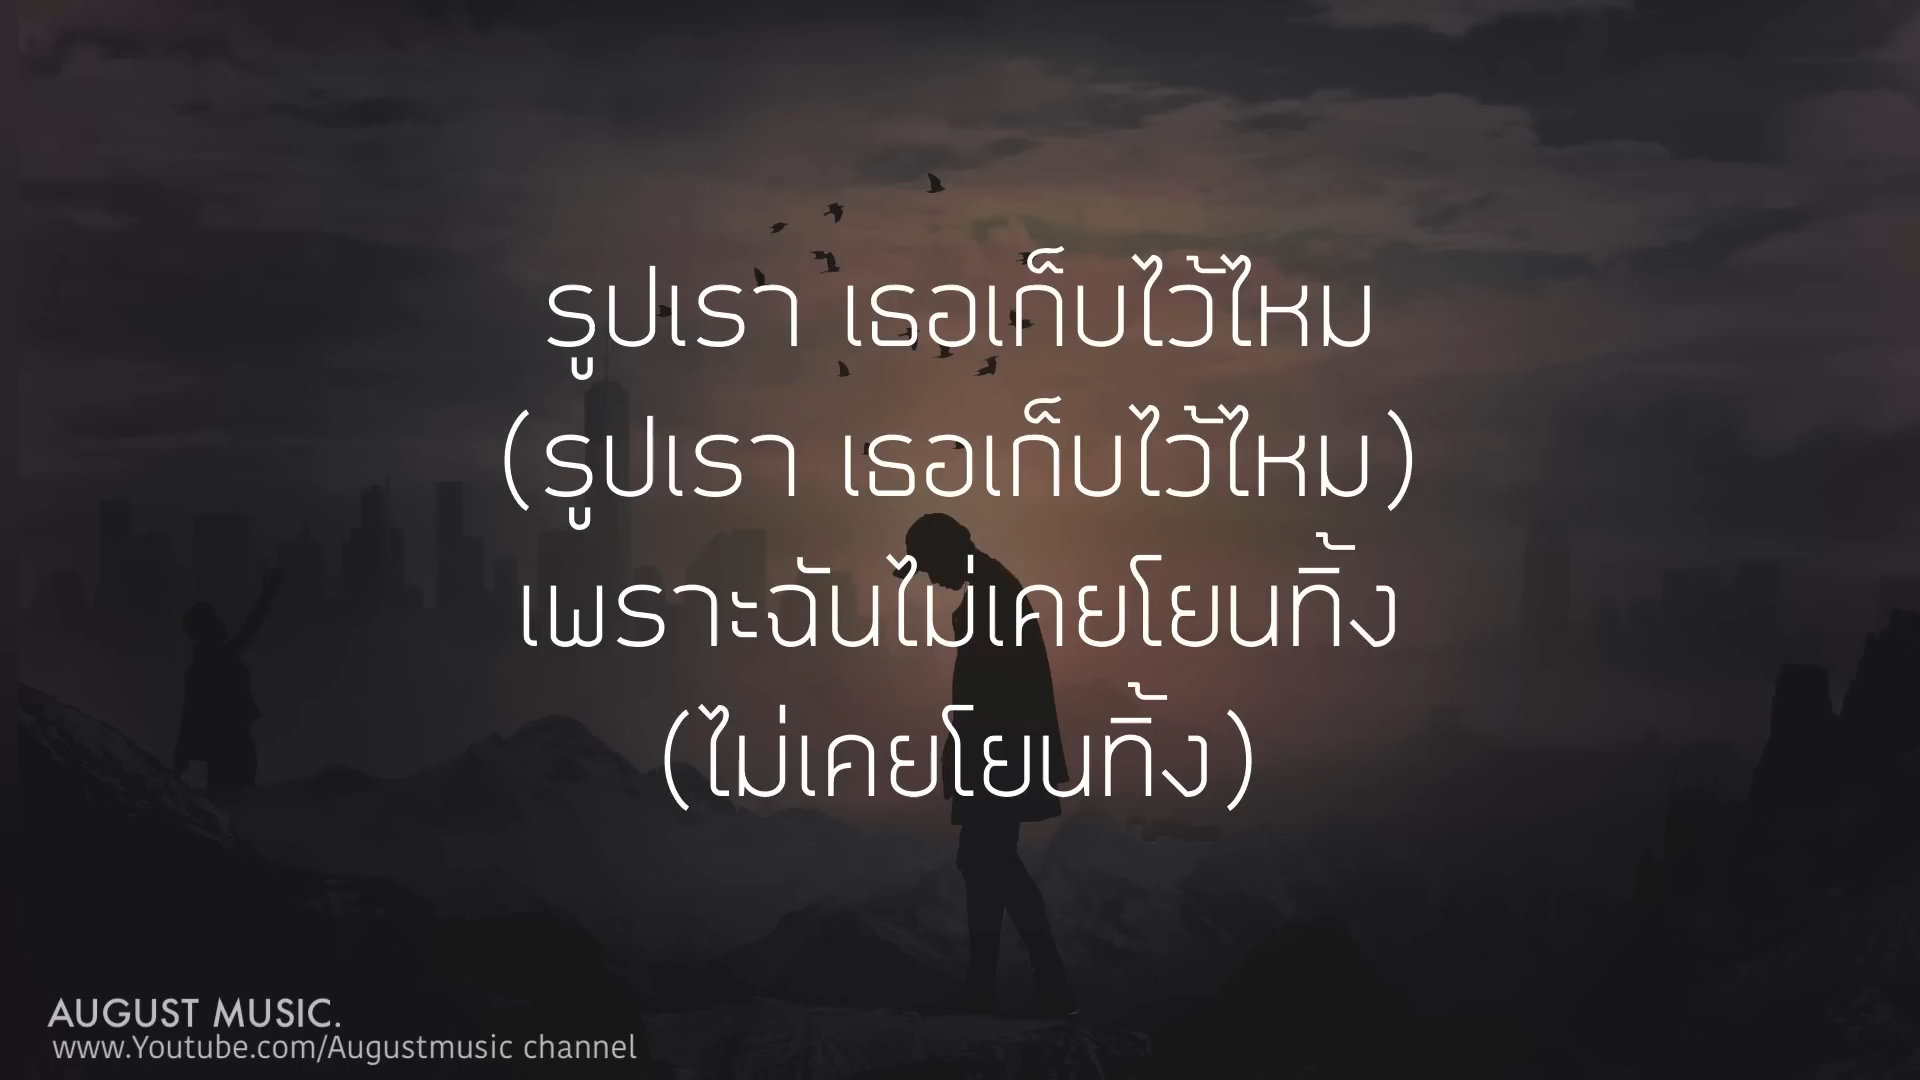 รูปเรา เธอเก็บไว้ไหม
(รูปเรา เธอเก็บไว้ไหม)
เพราะฉันไม่เคยโยนทิ้ง
(ไม่เคยโยนทิ้ง)
AUGUST MUSIC.
www.Youtube.com/Augustmusic channel